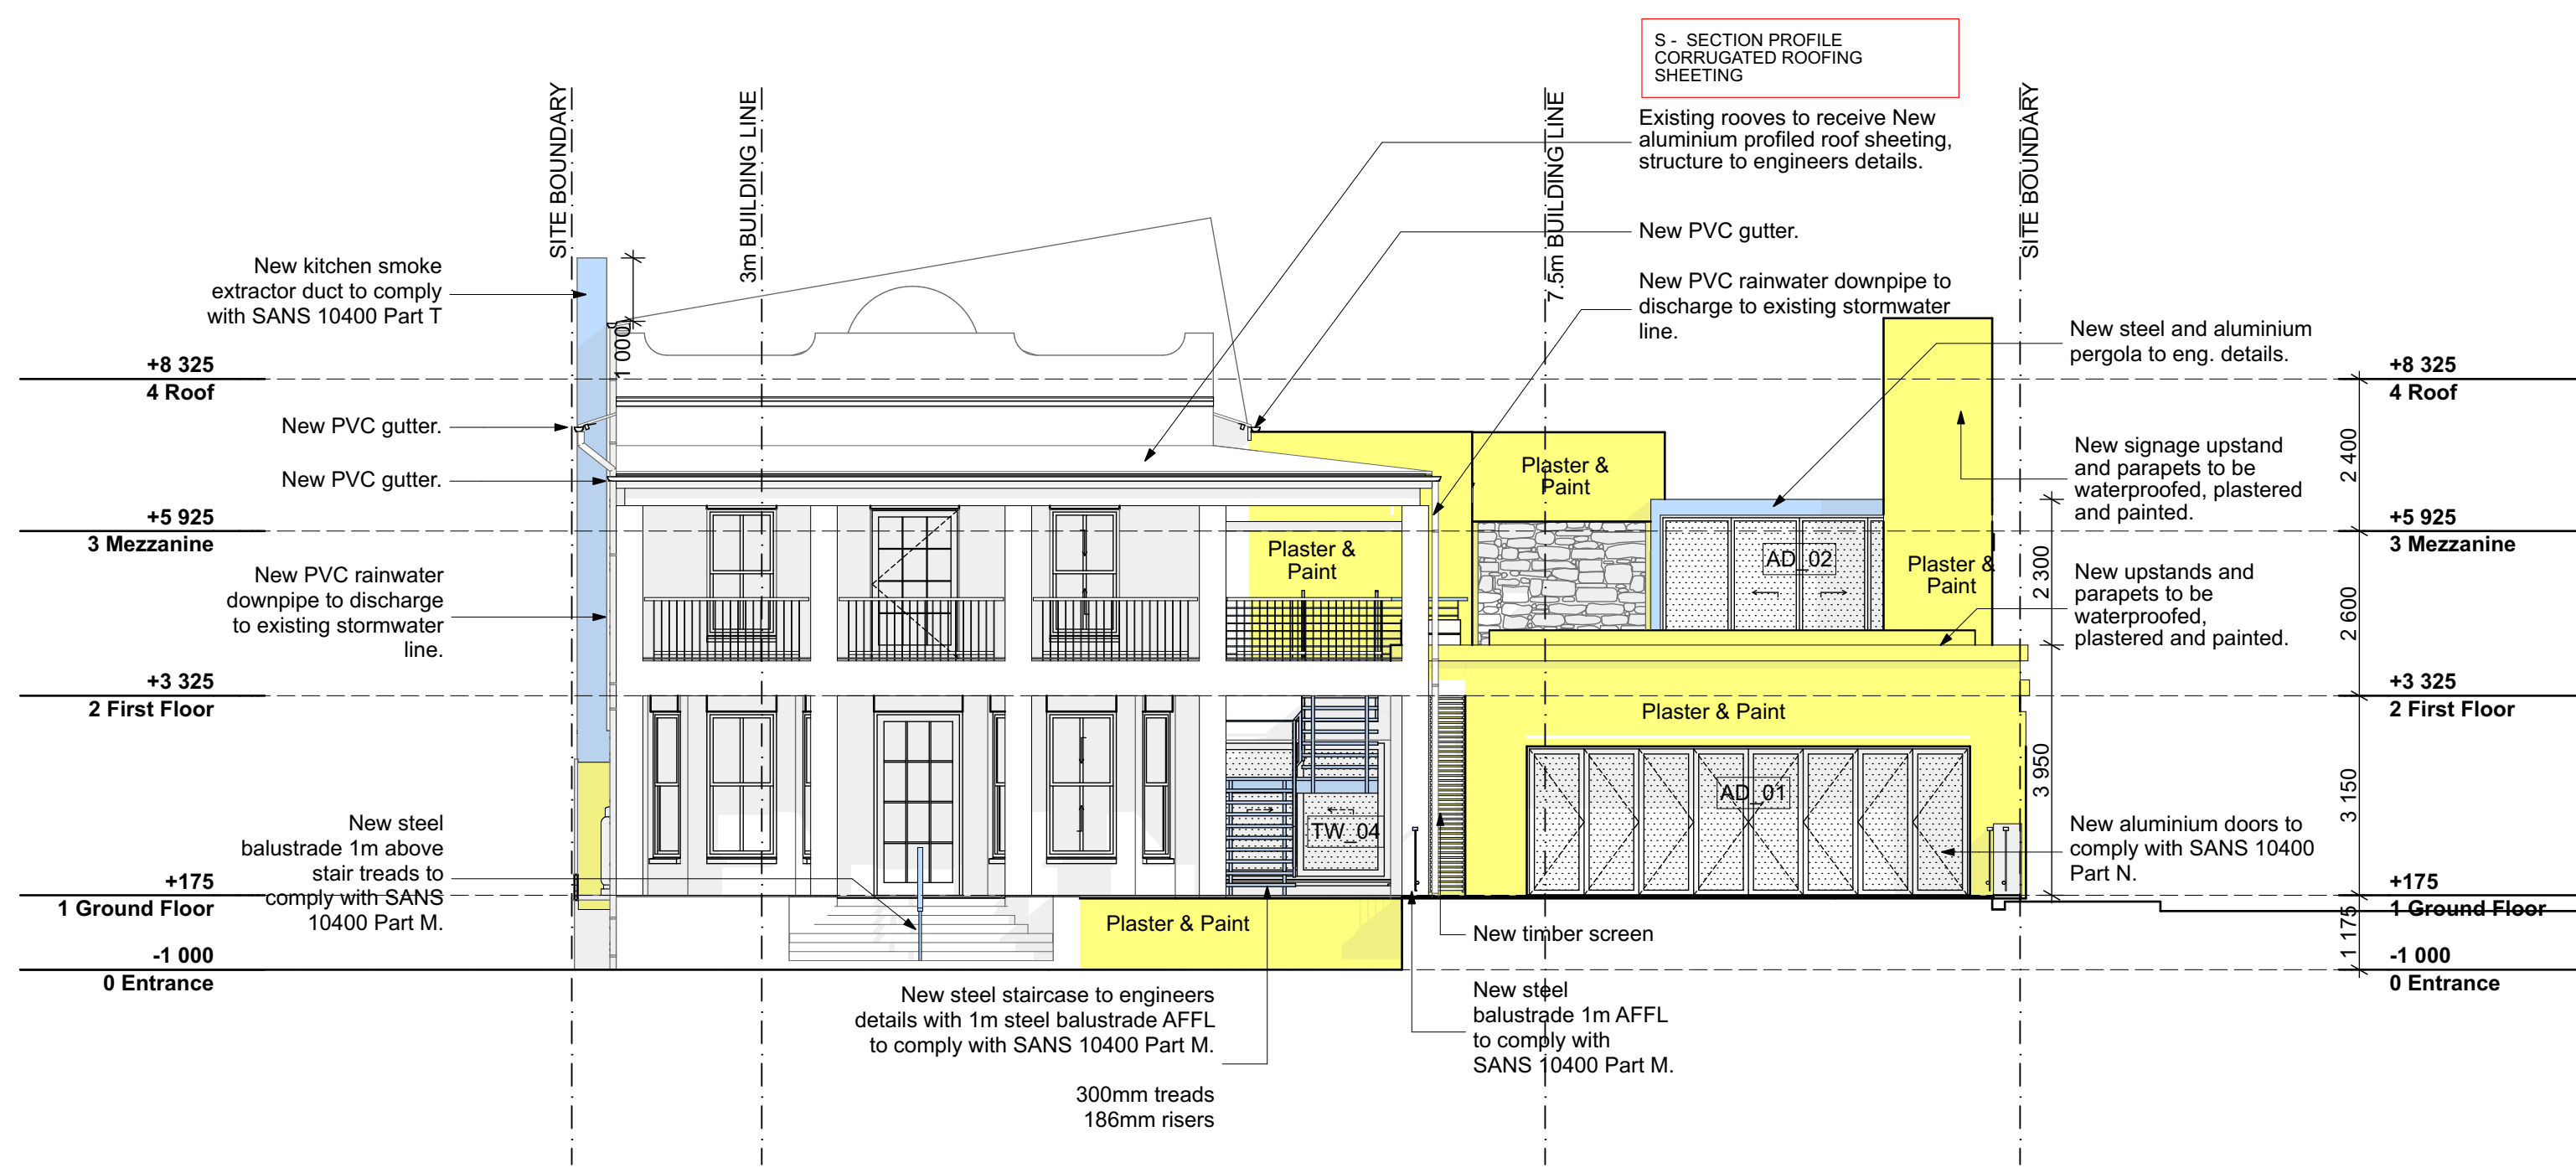 S - SECTION PROFILE
CORRUGATED ROOFING
SHEETING
SITE BOUNDARY
3m BUILDING LINE
7.5m BUILDING LINE
SITE BOUNDARY
Existing rooves to receive New
aluminium profiled roof sheeting,
structure to engineers details.
New PVC gutter.
New PVC rainwater downpipe to
discharge to existing stormwater
line.
New kitchen smoke
extractor duct to comply
with SANS 10400 Part T
1 000
New steel and aluminium
pergola to eng. details.
+8 325
4 Roof
+8 325
4 Roof
New PVC gutter.
New PVC gutter.
2 400
New signage upstand
and parapets to be
waterproofed, plastered
and painted.
Plaster &
Paint
+5 925
3 Mezzanine
+5 925
3 Mezzanine
Plaster &
Paint
AD_02
Plaster &
Paint
2 300
2 600
New upstands and
parapets to be
waterproofed,
plastered and painted.
New PVC rainwater
downpipe to discharge
to existing stormwater
line.
+3 325
2 First Floor
+3 325
2 First Floor
Plaster & Paint
3 950
3 150
AD_01
TW_04
New steel
balustrade 1m above
stair treads to
comply with SANS
10400 Part M.
New aluminium doors to
comply with SANS 10400
Part N.
+175
1 Ground Floor
+175
1 Ground Floor
1 175
Plaster & Paint
New timber screen
-1 000
0 Entrance
-1 000
0 Entrance
New steel staircase to engineers
details with 1m steel balustrade AFFL
to comply with SANS 10400 Part M.
300mm treads
186mm risers
New steel
balustrade 1m AFFL
to comply with
SANS 10400 Part M.